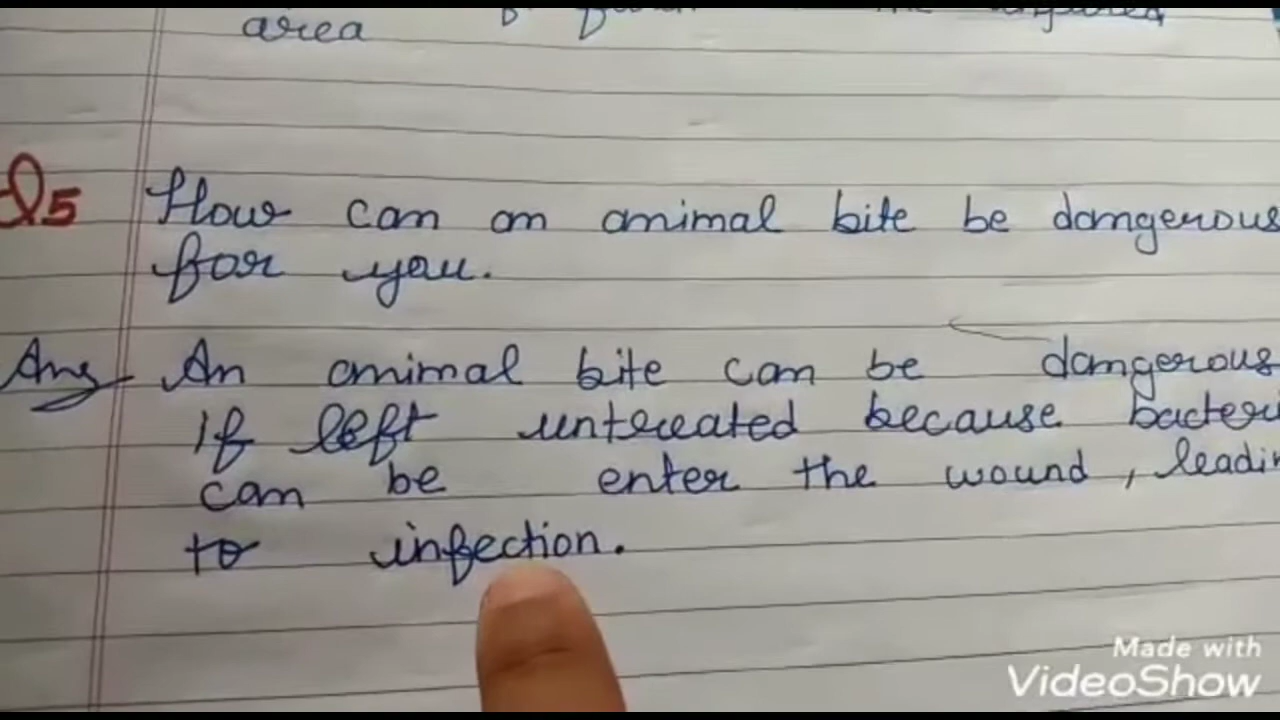 area
Q5 How can an animal bite be dangerous
for you.
Ans An animal bite can be dangerous
if left untreated because bacteri
can be enter the wound, leadin
to infection.
Made with
VideoShow